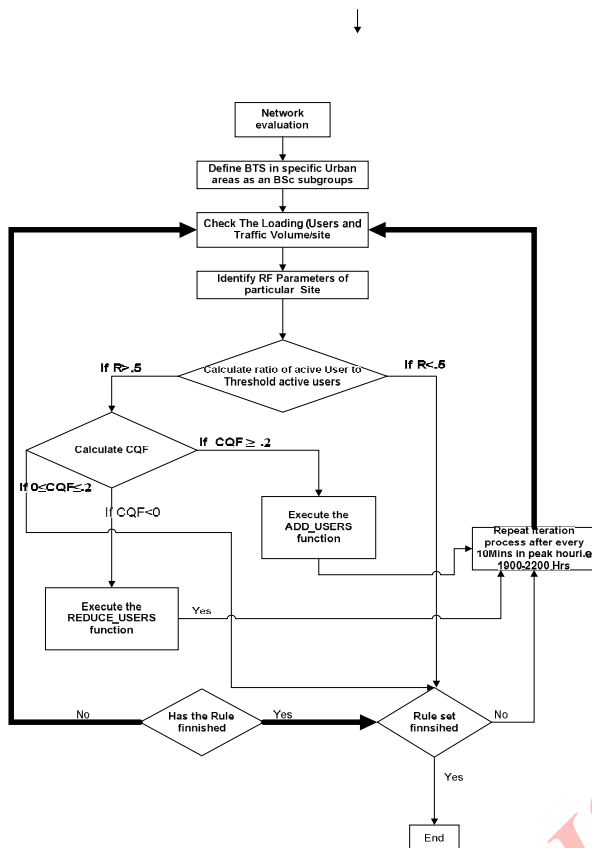 Network
evaluation
Define BTS in specific Urban
areas as an BSc subgroups
Check The Loading (Users and
Traffic Volume/site
Identify RF Parameters of
particular Site
If R>.5
Calculate ratio of acive User to
Threshold active users
If R<.5
Calculate CQF
If CQF ≥ .2
If 0≤CQF≤.2
If CQF<0
Execute the
ADD_USERS
function
Repeat iteration
process after every
10Mins in peak houri.e
1900-2200 Hrs
Execute the
REDUCE_USERS
function
Yes
No
Has the Rule
finnished
Yes
Rule set
finnsihed
No
Yes
End